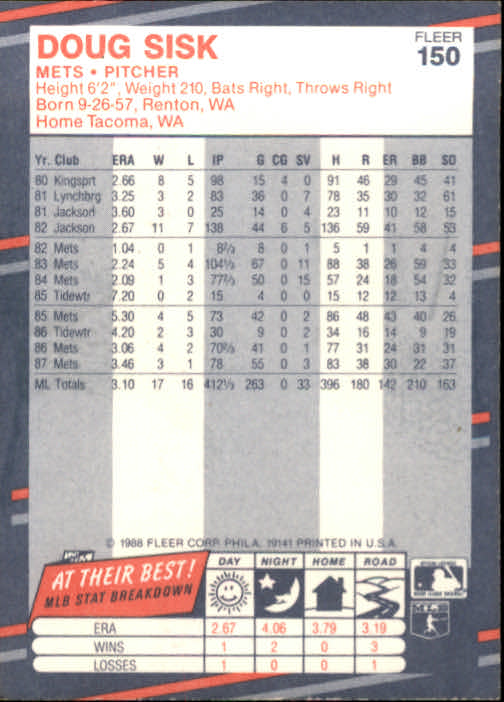 DOUG SISK
FLEER
150
METS • PITCHER
Height 6'2", Weight 210, Bats Right, Throws Right
Born 9-26-57, Renton, WA
Home Tacoma, WA
Yr. Club ERA W L IP G CG SV H R ER BB SO
80 Kingsprt 2.66 8 5 98 15 4 0 91 46 29 45 41
81 Lynchbrg 3.25 3 2 83 36 0 7 78 35 30 32 61
81 Jackson 3.60 3 0 25 14 0 4 23 11 10 12 15
82 Jackson 2.67 11 7 138 44 6 5 136 59 41 58 53
82 Mets 1.04 0 1 8⅔ 8 0 1 5 1 1 4 4
83 Mets 2.24 5 4 104⅓ 67 0 11 88 38 26 59 33
84 Mets 2.09 1 3 77⅔ 50 0 15 57 24 18 54 32
85 Tidewtr 7.20 0 2 15 4 0 0 15 12 12 13 4
85 Mets 5.30 4 5 73 42 0 2 86 48 43 40 26
86 Tidewtr 4.20 2 3 30 9 0 2 34 16 14 9 19
86 Mets 3.06 4 2 70⅔ 41 0 1 77 31 24 31 31
87 Mets 3.46 3 1 78 55 0 3 83 38 30 22 37
ML Totals 3.10 17 16 412⅓ 263 0 33 396 180 142 210 163
© 1988 FLEER CORP. PHILA. 19141 PRINTED IN U.S.A.
AT THEIR BEST!
MLB STAT BREAKDOWN
DAY NIGHT HOME ROAD
ERA 2.67 4.06 3.79 3.19
WINS 1 2 0 3
LOSSES 1 0 0 1